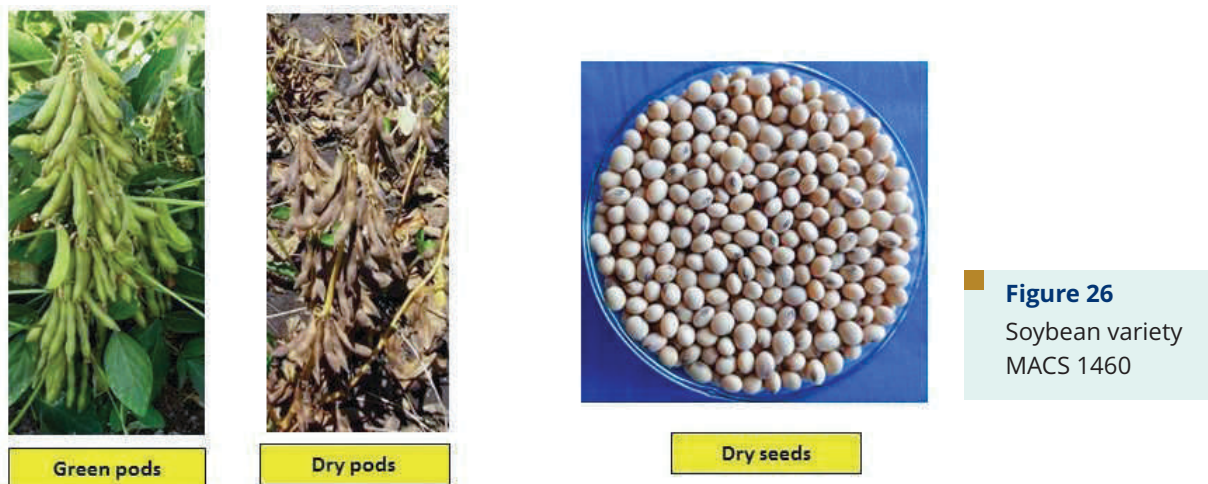 Green pods
Dry pods
Dry seeds
Figure 26
Soybean variety
MACS 1460